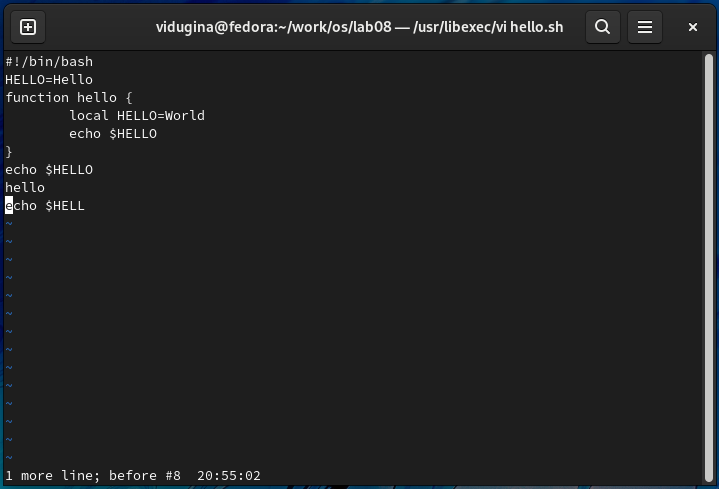 vidugina@fedora:~/work/os/lab08 — /usr/libexec/vi hello.sh
#!/bin/bash
HELLO=Hello
function hello {
        local HELLO=World
        echo $HELLO
}
echo $HELLO
hello
echo $HELL
~
~
~
~
~
~
~
~
~
~
~
~
~
~
1 more line; before #8  20:55:02